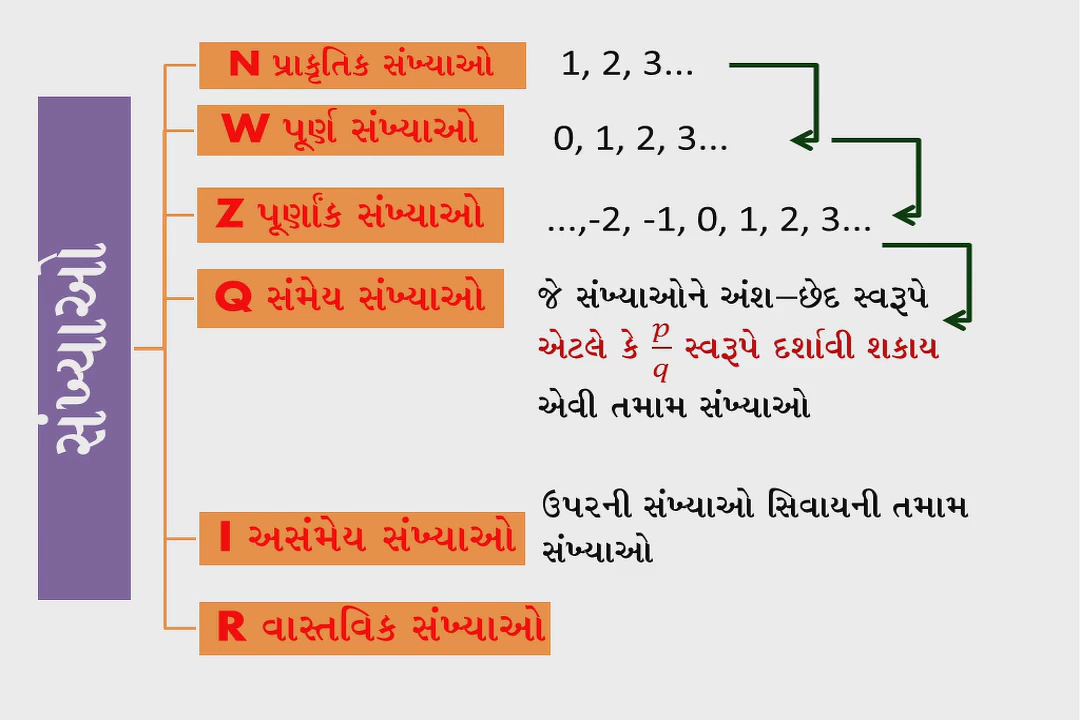 સંખ્યાઓ
N પ્રાકૃતિક સંખ્યાઓ
1, 2, 3...
W પૂર્ણ સંખ્યાઓ
0, 1, 2, 3...
Z પૂર્ણાંક સંખ્યાઓ
...,-2, -1, 0, 1, 2, 3...
Q સંમેય સંખ્યાઓ
જે સંખ્યાઓને અંશ–છેદ સ્વરૂપે
એટલે કે p/q સ્વરૂપે દર્શાવી શકાય
એવી તમામ સંખ્યાઓ
I અસંમેય સંખ્યાઓ
ઉપરની સંખ્યાઓ સિવાયની તમામ
સંખ્યાઓ
R વાસ્તવિક સંખ્યાઓ